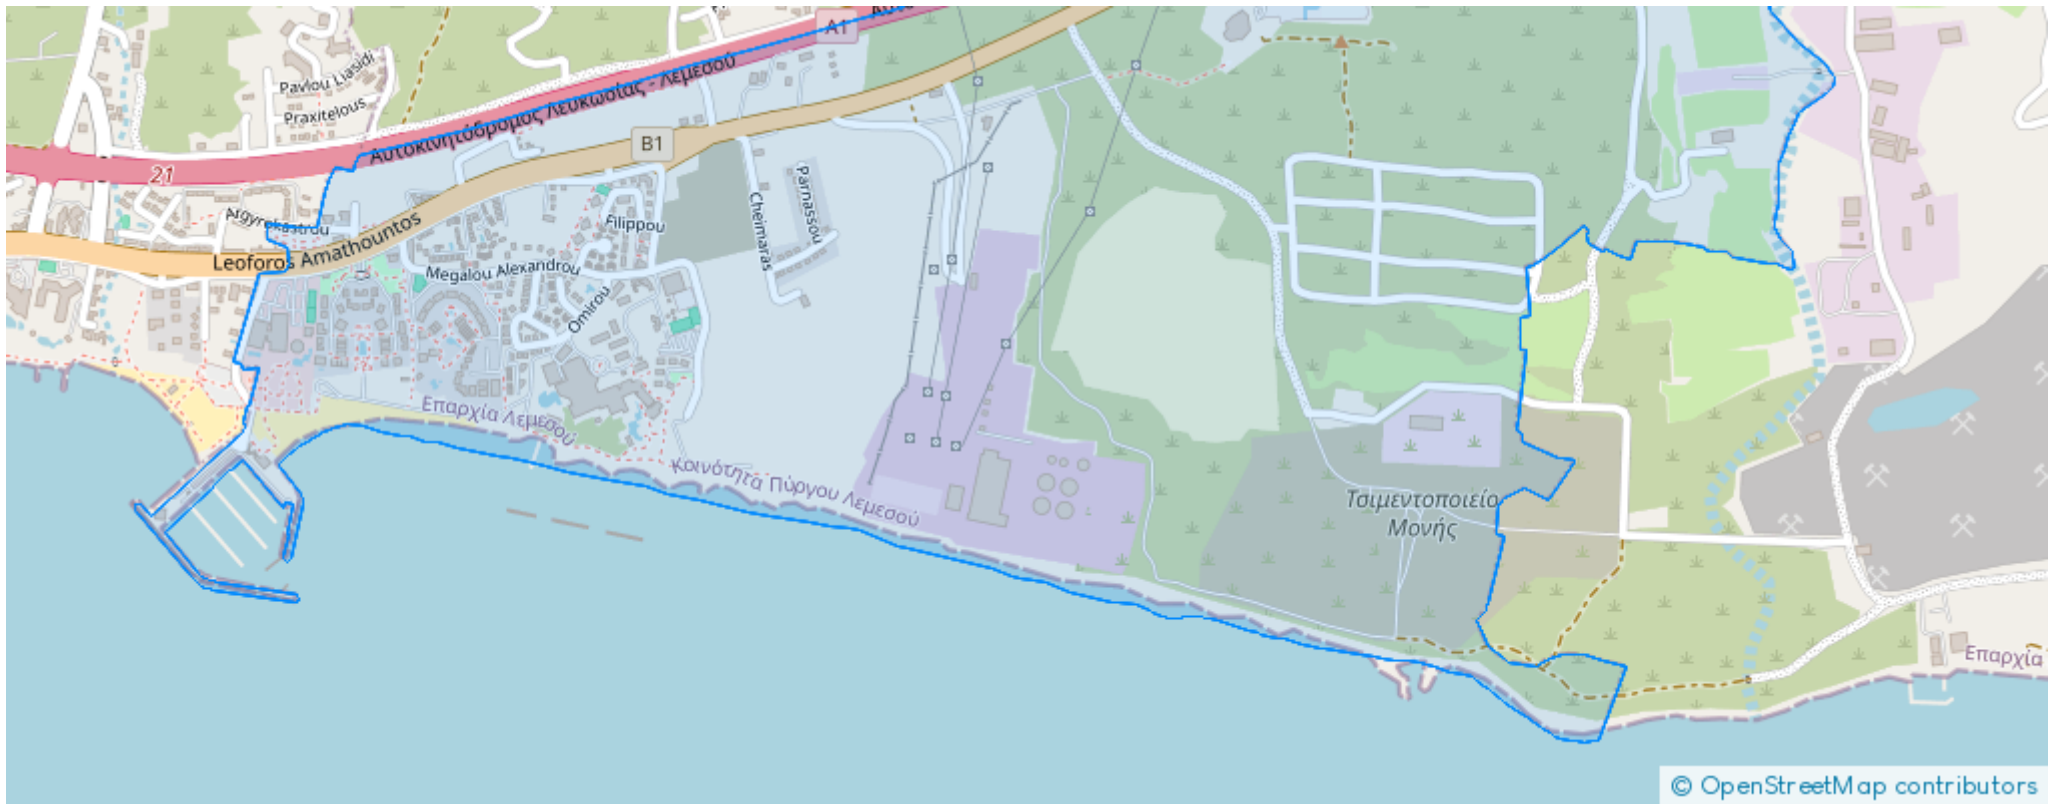 A1
Αυτο
Pavlou Liasidi
Praxitelous
Αυτοκινητόδρομος Λευκωσίας - Λεμεσού
B1
21
Parnassou
Cheimaras
Argyrokastrou
Filippou
Leoforos Amathountos
Megalou Alexandrou
Omirou
Επαρχία Λεμεσού
Κοινότητα Πύργου Λεμεσού
Τσιμεντοποιείο
Μονής
Επαρχία
© OpenStreetMap contributors